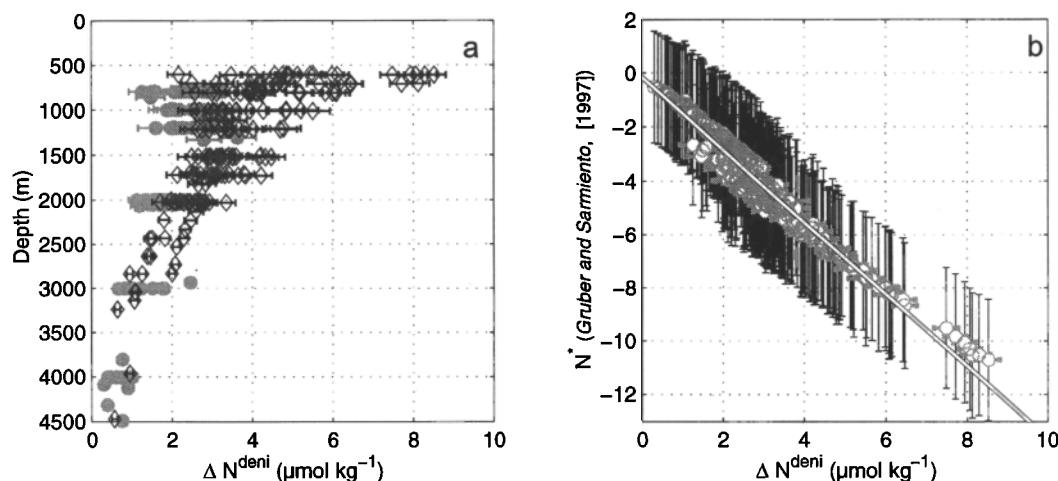 a
0
500
1000
1500
2000
2500
3000
3500
4000
4500
Depth (m)
0 2 4 6 8 10
Δ N^deni (μmol kg⁻¹)
b
2
0
−2
−4
−6
−8
−10
−12
N* (Gruber and Sarmiento, [1997])
0 2 4 6 8 10
Δ N^deni (μmol kg⁻¹)